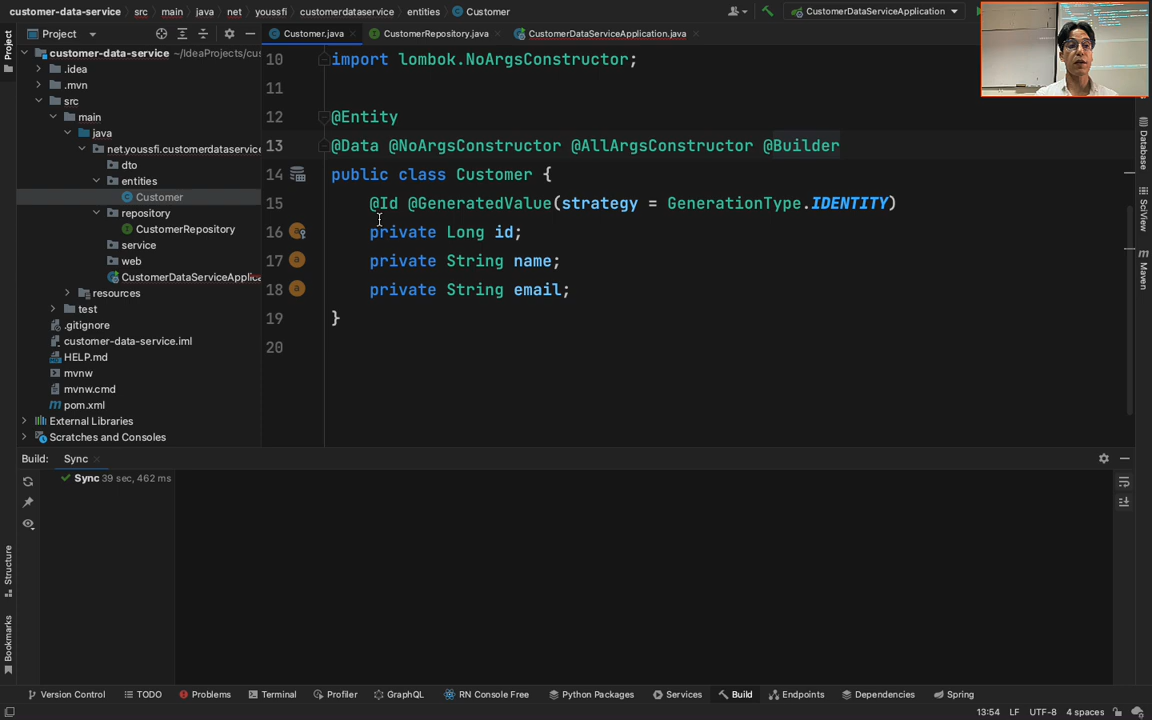 customer-data-service src main java net youssfi customerdataservice entities Customer
CustomerDataServiceApplication
Project
Customer.java
CustomerRepository.java
CustomerDataServiceApplication.java
customer-data-service ~/IdeaProjects/cus
.idea
.mvn
src
main
java
net.youssfi.customerdataservice
dto
entities
Customer
repository
CustomerRepository
service
web
CustomerDataServiceApplica
resources
test
.gitignore
customer-data-service.iml
HELP.md
mvnw
mvnw.cmd
pom.xml
External Libraries
Scratches and Consoles
10 import lombok.NoArgsConstructor;
11
12 @Entity
13 @Data @NoArgsConstructor @AllArgsConstructor @Builder
14 public class Customer {
15 @Id @GeneratedValue(strategy = GenerationType.IDENTITY)
16 private Long id;
17 private String name;
18 private String email;
19 }
20
Project
Structure
Bookmarks
Database
SciView
Maven
Build: Sync
Sync 39 sec, 462 ms
Version Control TODO Problems Terminal Profiler GraphQL RN Console Free Python Packages Services Build Endpoints Dependencies Spring
13:54 LF UTF-8 4 spaces